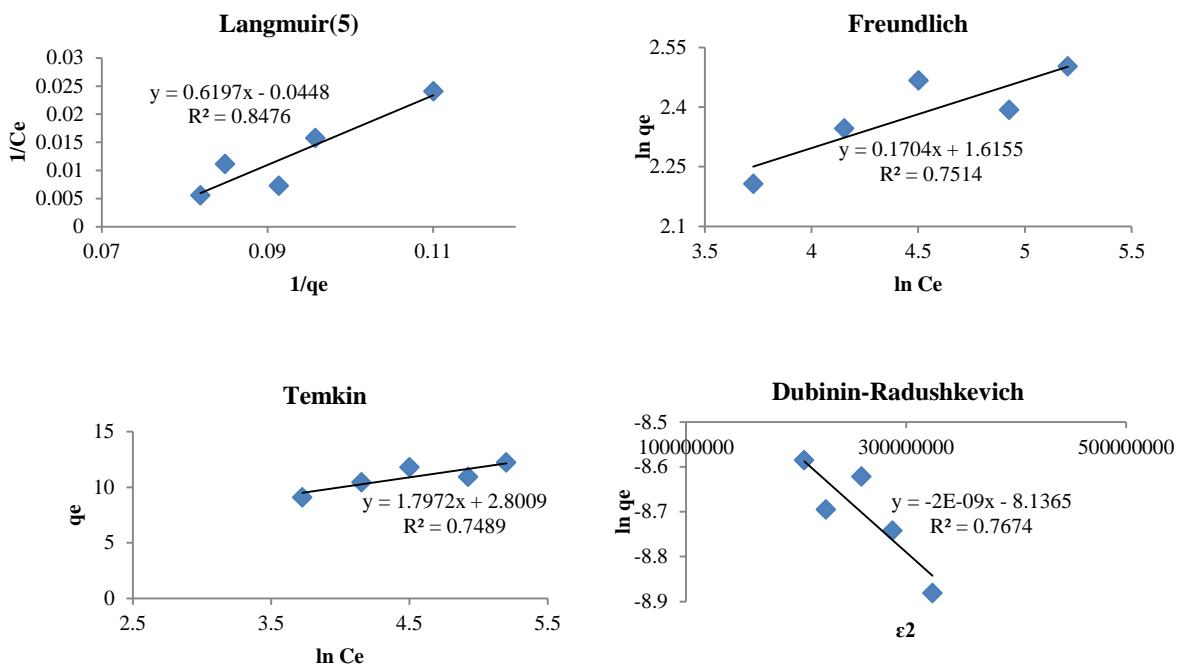 Langmuir(5)
0.03
0.025
0.02
0.015
0.01
0.005
0
1/Ce
y = 0.6197x - 0.0448
R² = 0.8476
0.07
0.09
0.11
1/qe
Freundlich
2.55
2.4
2.25
2.1
ln qe
y = 0.1704x + 1.6155
R² = 0.7514
3.5
4
4.5
5
5.5
ln Ce
Temkin
15
10
5
0
qe
y = 1.7972x + 2.8009
R² = 0.7489
2.5
3.5
4.5
5.5
ln Ce
Dubinin-Radushkevich
-8.5
-8.6
-8.7
-8.8
-8.9
100000000
300000000
500000000
ln qe
y = -2E-09x - 8.1365
R² = 0.7674
ε2